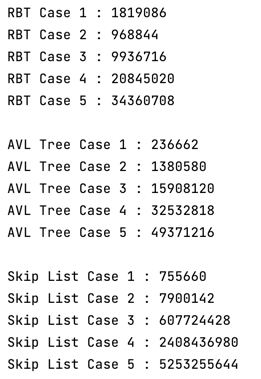 RBT Case 1 : 1819086
RBT Case 2 : 968844
RBT Case 3 : 9936716
RBT Case 4 : 20845020
RBT Case 5 : 34360708

AVL Tree Case 1 : 236662
AVL Tree Case 2 : 1380580
AVL Tree Case 3 : 15908120
AVL Tree Case 4 : 32532818
AVL Tree Case 5 : 49371216

Skip List Case 1 : 755660
Skip List Case 2 : 7900142
Skip List Case 3 : 607724428
Skip List Case 4 : 2408436980
Skip List Case 5 : 5253255644